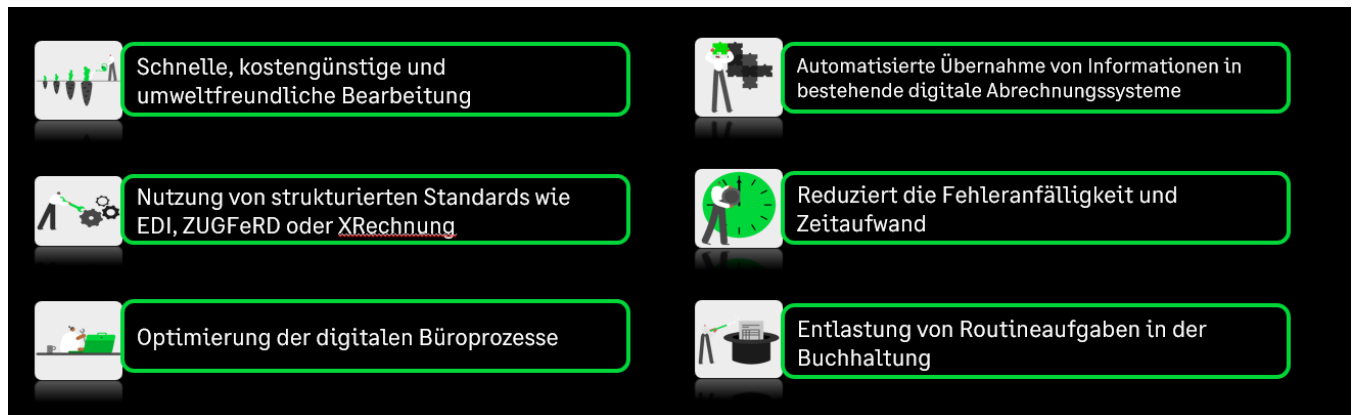 Schnelle, kostengünstige und
umweltfreundliche Bearbeitung
Nutzung von strukturierten Standards wie
EDI, ZUGFeRD oder XRechnung
Optimierung der digitalen Büroprozesse
Automatisierte Übernahme von Informationen in
bestehende digitale Abrechnungssysteme
Reduziert die Fehleranfälligkeit und
Zeitaufwand
Entlastung von Routineaufgaben in der
Buchhaltung